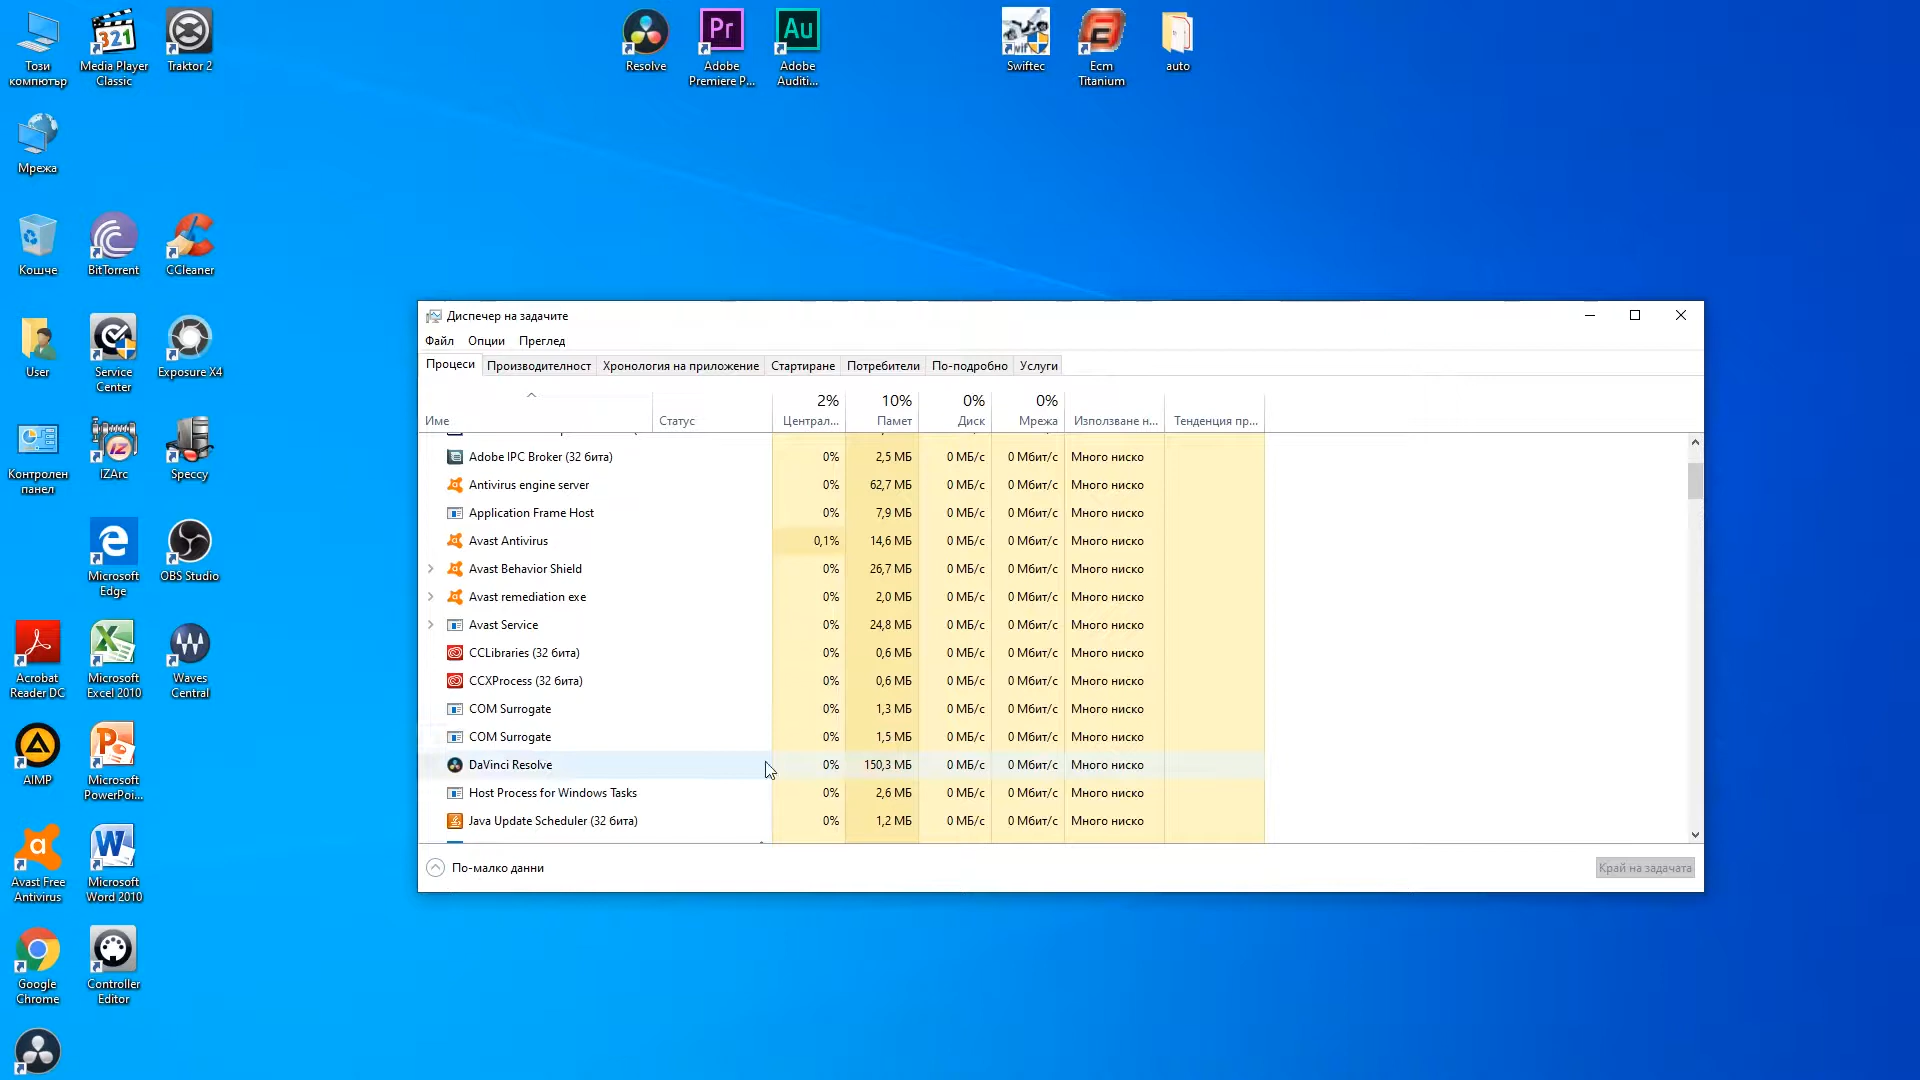 Този
компютър
Media Player
Classic
Traktor 2
Resolve
Pr
Adobe
Premiere P...
Au
Adobe
Auditi...
Swiftec
Ecm
Titanium
auto
Мрежа
Кошче
BitTorrent
CCleaner
User
Service
Center
Exposure X4
Контролен
панел
IZArc
Speccy
Microsoft
Edge
OBS Studio
Acrobat
Reader DC
Microsoft
Excel 2010
Waves
Central
AIMP
Microsoft
PowerPoi...
Avast Free
Antivirus
Microsoft
Word 2010
Google
Chrome
Controller
Editor
Диспечер на задачите
Файл Опции Преглед
Процеси Производителност Хронология на приложение Стартиране Потребители По-подробно Услуги
2% 10% 0% 0%
Име Статус Централ... Памет Диск Мрежа Използване н... Тенденция пр...
Adobe IPC Broker (32 бита) 0% 2,5 МБ 0 МБ/с 0 Мбит/с Много ниско
Antivirus engine server 0% 62,7 МБ 0 МБ/с 0 Мбит/с Много ниско
Application Frame Host 0% 7,9 МБ 0 МБ/с 0 Мбит/с Много ниско
Avast Antivirus 0,1% 14,6 МБ 0 МБ/с 0 Мбит/с Много ниско
Avast Behavior Shield 0% 26,7 МБ 0 МБ/с 0 Мбит/с Много ниско
Avast remediation exe 0% 2,0 МБ 0 МБ/с 0 Мбит/с Много ниско
Avast Service 0% 24,8 МБ 0 МБ/с 0 Мбит/с Много ниско
CCLibraries (32 бита) 0% 0,6 МБ 0 МБ/с 0 Мбит/с Много ниско
CCXProcess (32 бита) 0% 0,6 МБ 0 МБ/с 0 Мбит/с Много ниско
COM Surrogate 0% 1,3 МБ 0 МБ/с 0 Мбит/с Много ниско
COM Surrogate 0% 1,5 МБ 0 МБ/с 0 Мбит/с Много ниско
DaVinci Resolve 0% 150,3 МБ 0 МБ/с 0 Мбит/с Много ниско
Host Process for Windows Tasks 0% 2,6 МБ 0 МБ/с 0 Мбит/с Много ниско
Java Update Scheduler (32 бита) 0% 1,2 МБ 0 МБ/с 0 Мбит/с Много ниско
По-малко данни
Край на задачата